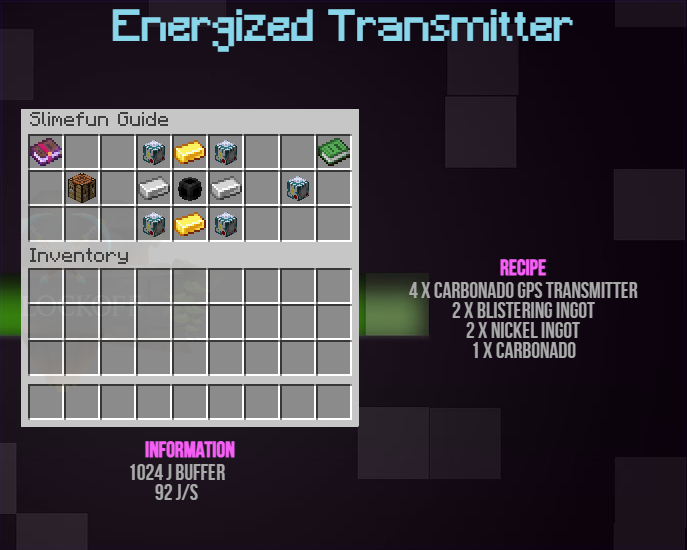 Energized Transmitter
Slimefun Guide
Inventory
LOCKOFF
RECIPE
4 X CARBONADO GPS TRANSMITTER
2 X BLISTERING INGOT
2 X NICKEL INGOT
1 X CARBONADO
INFORMATION
1024 J BUFFER
92 J/S